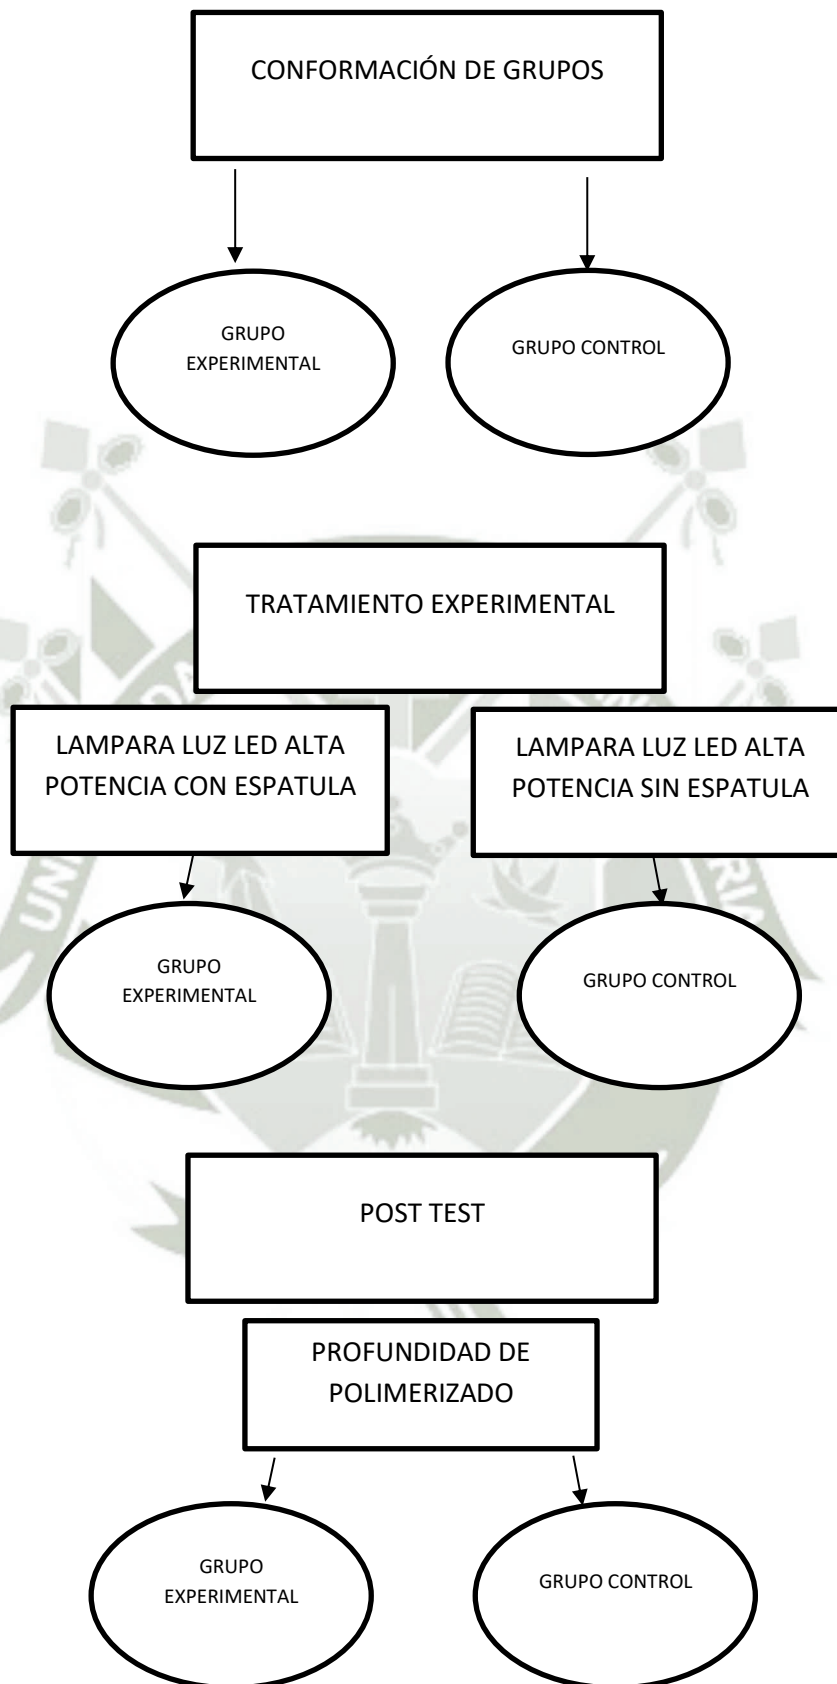 CONFORMACIÓN DE GRUPOS
GRUPO
EXPERIMENTAL
GRUPO CONTROL
TRATAMIENTO EXPERIMENTAL
LAMPARA LUZ LED ALTA
POTENCIA CON ESPATULA
LAMPARA LUZ LED ALTA
POTENCIA SIN ESPATULA
GRUPO
EXPERIMENTAL
GRUPO CONTROL
POST TEST
PROFUNDIDAD DE
POLIMERIZADO
GRUPO
EXPERIMENTAL
GRUPO CONTROL